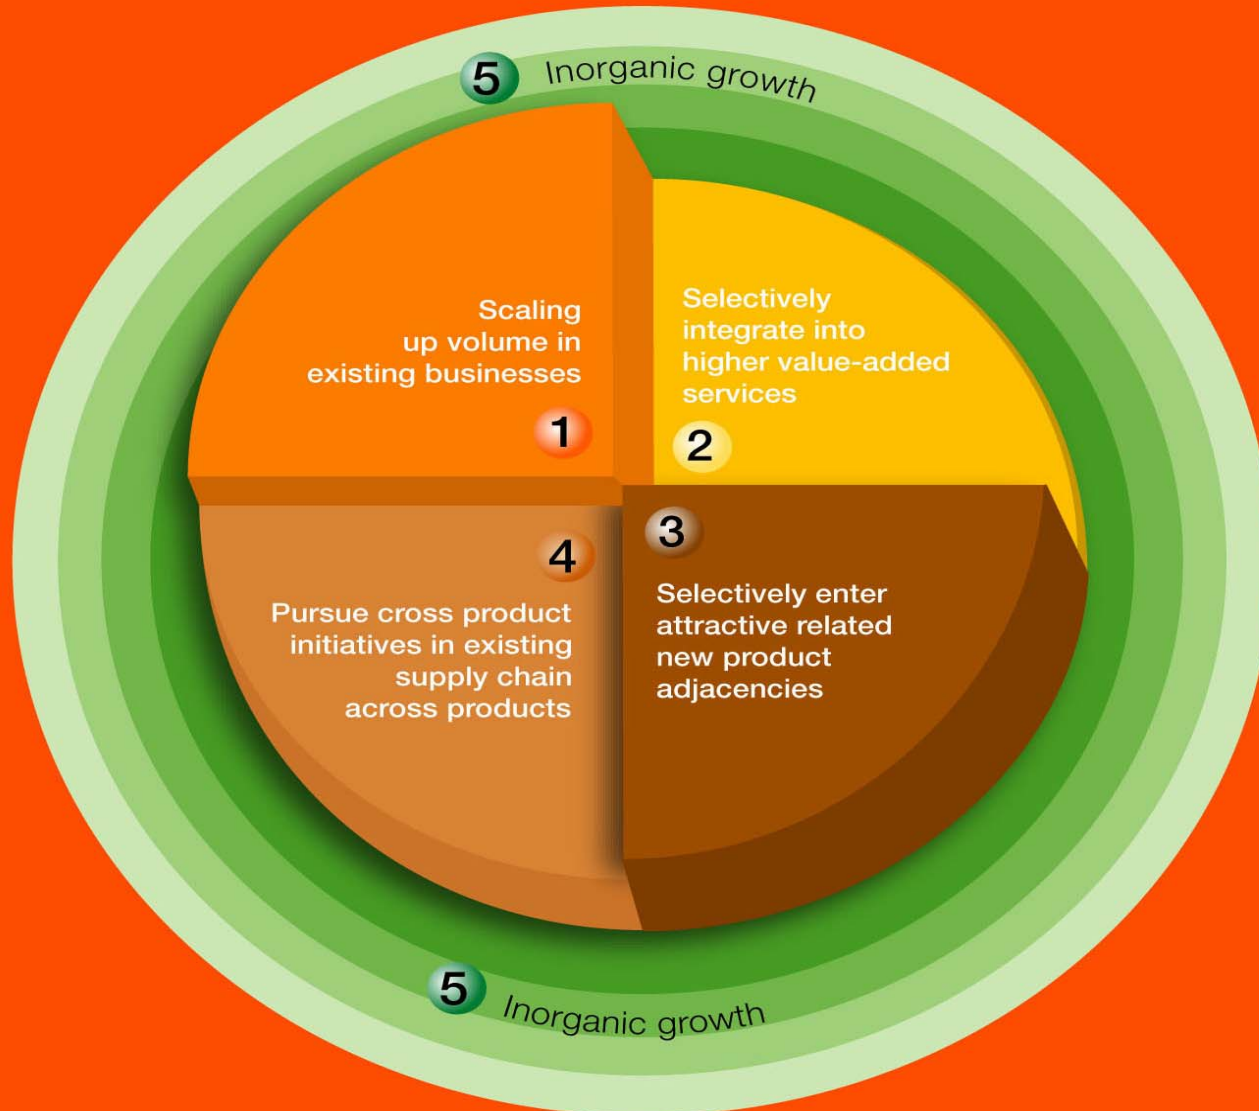 5 Inorganic growth
Scaling
up volume in
existing businesses
1
Selectively
integrate into
higher value-added
services
2
3
Selectively enter
attractive related
new product
adjacencies
4
Pursue cross product
initiatives in existing
supply chain
across products
5 Inorganic growth